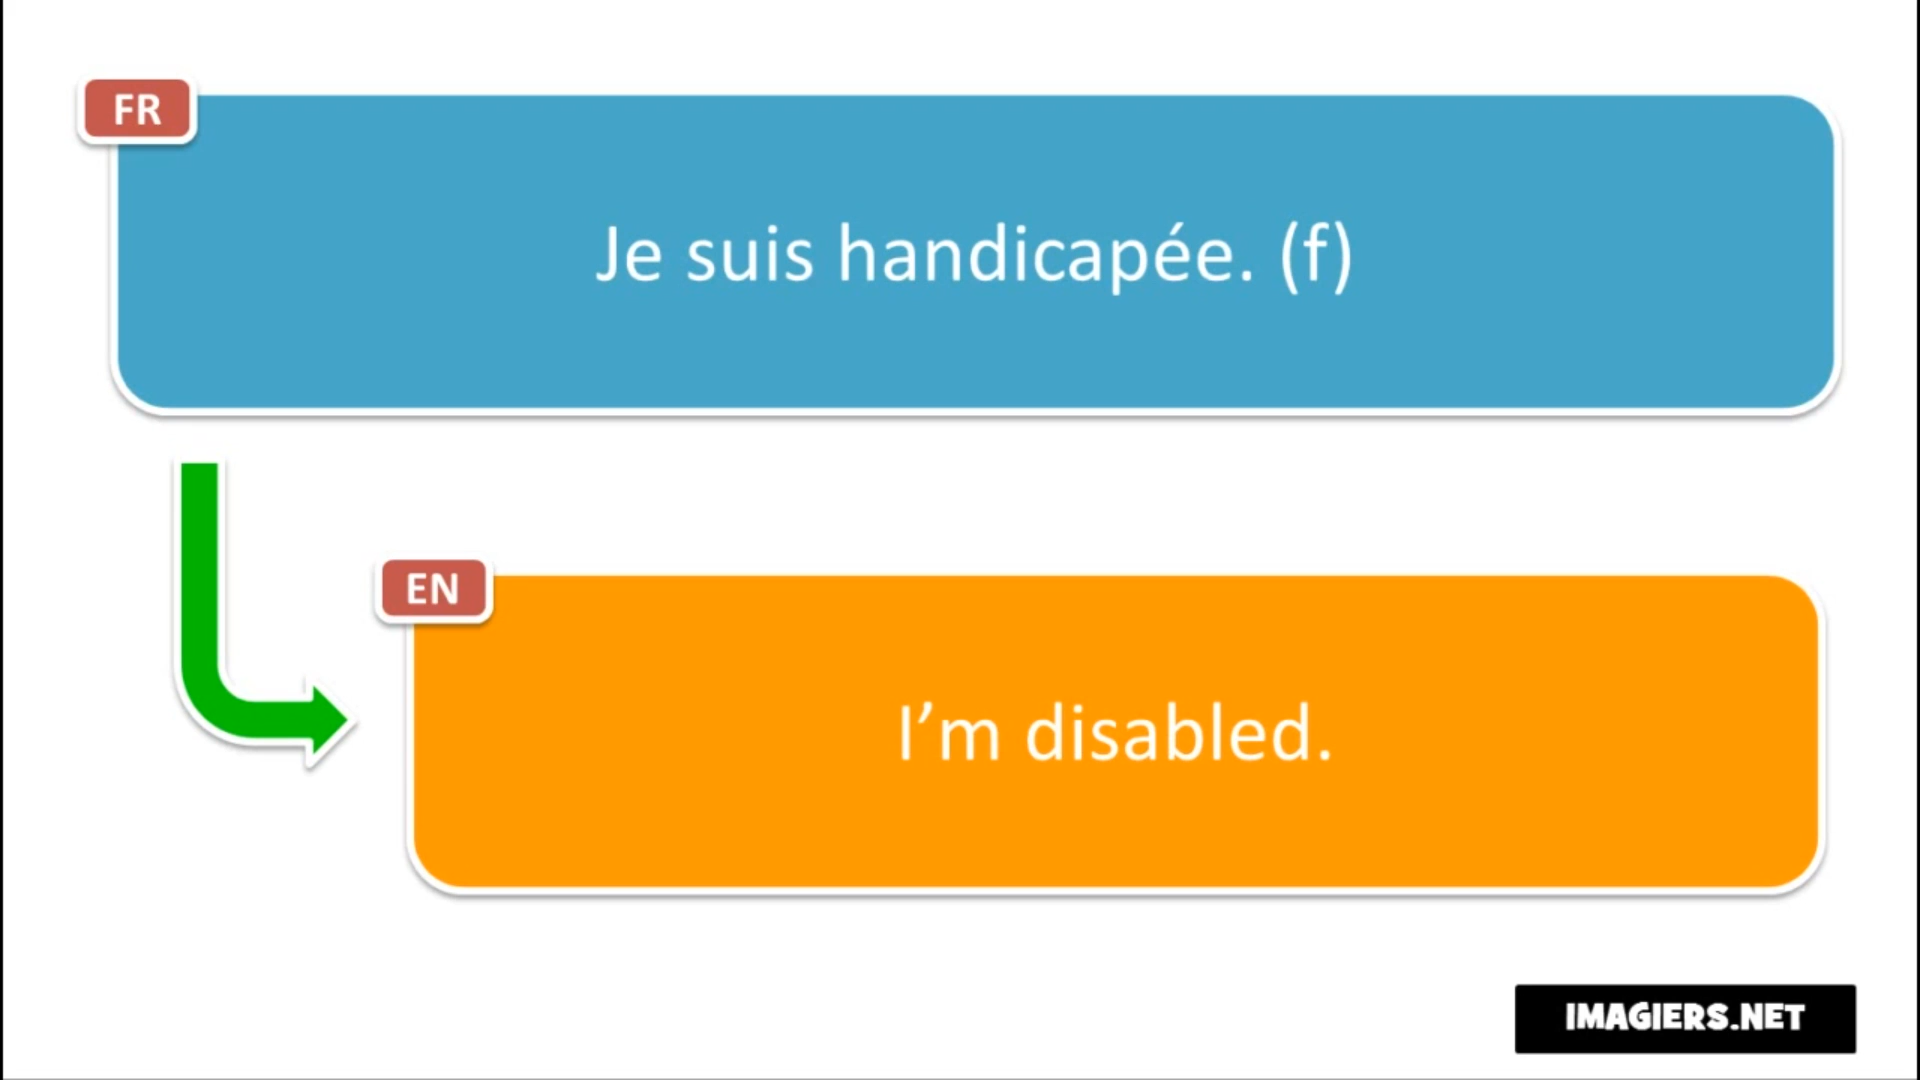 FR
Je suis handicapée. (f)
EN
I’m disabled.
IMAGIERS.NET